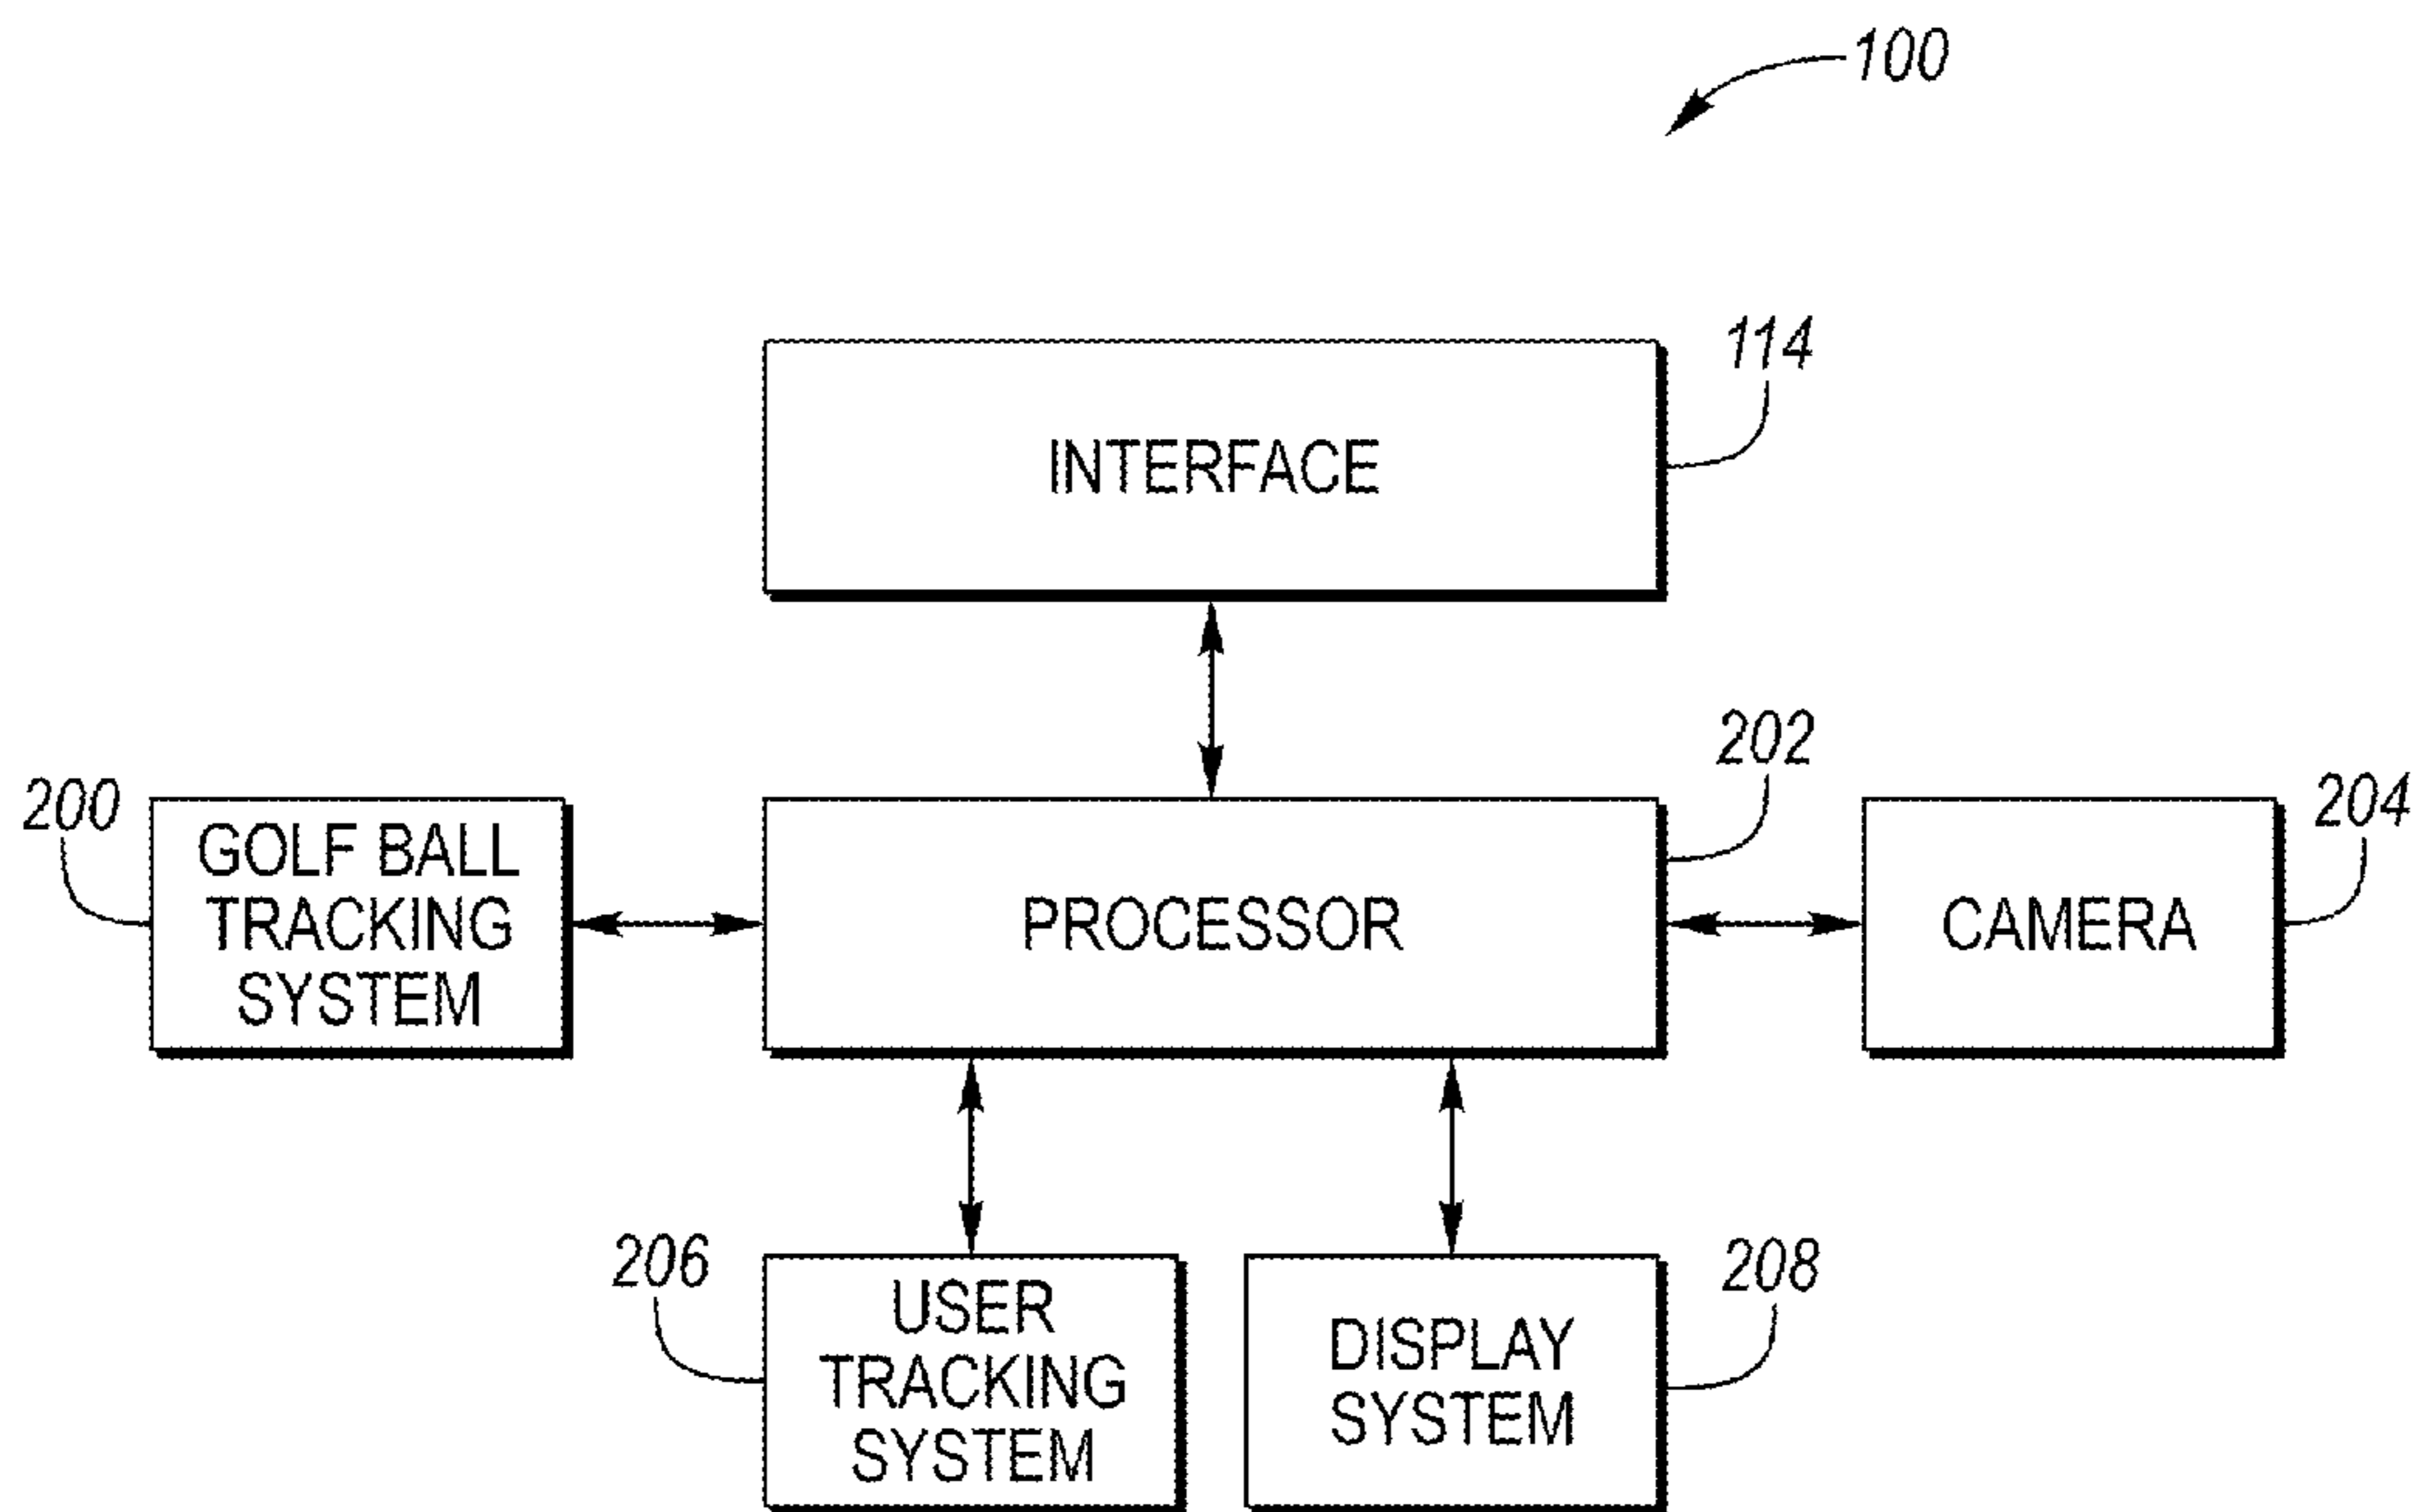 100
114
INTERFACE
202
200
204
GOLF BALL
TRACKING
SYSTEM
PROCESSOR
CAMERA
206
208
USER
TRACKING
SYSTEM
DISPLAY
SYSTEM